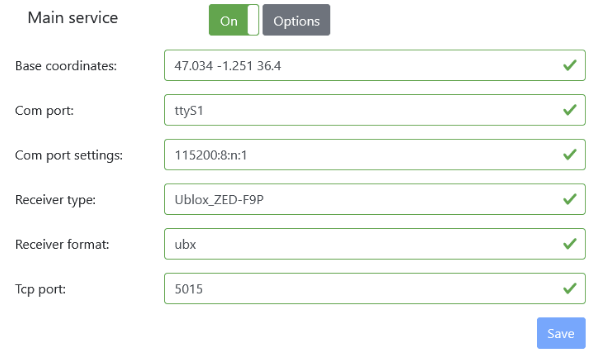 Main service
On
Options
Base coordinates:
47.034 -1.251 36.4
Com port:
ttyS1
Com port settings:
115200:8:n:1
Receiver type:
Ublox_ZED-F9P
Receiver format:
ubx
Tcp port:
5015
Save